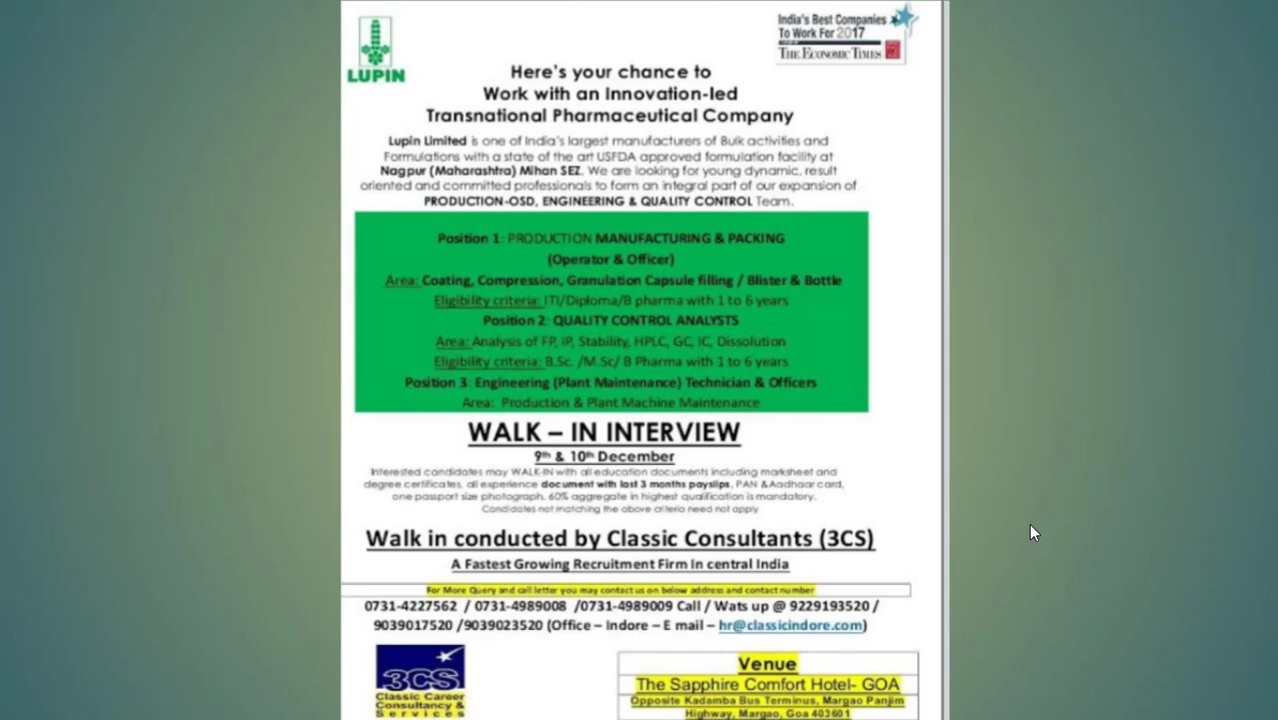 LUPIN
India's Best Companies
To Work For 2017
THE ECONOMIC TIMES
Here's your chance to
Work with an Innovation-led
Transnational Pharmaceutical Company
Lupin Limited is one of India's largest manufacturers of Bulk activities and
Formulations with a state of the art USFDA approved formulation facility at
Nagpur (Maharashtra) Mihan SEZ. We are looking for young dynamic, result
oriented and committed professionals to form an integral part of our expansion of
PRODUCTION-OSD, ENGINEERING & QUALITY CONTROL Team.
Position 1: PRODUCTION MANUFACTURING & PACKING
(Operator & Officer)
Area: Coating, Compression, Granulation Capsule filling / Blister & Bottle
Eligibility criteria: ITI/Diploma/B pharma with 1 to 6 years
Position 2: QUALITY CONTROL ANALYSTS
Area: Analysis of FP, IP, Stability, HPLC, GC, IC, Dissolution
Eligibility criteria: B.Sc. /M.Sc/ B Pharma with 1 to 6 years
Position 3: Engineering (Plant Maintenance) Technician & Officers
Area: Production & Plant Machine Maintenance
WALK – IN INTERVIEW
9th & 10th December
Interested candidates may WALK-IN with all education documents including marksheet and
degree certificates, all experience document with last 3 months payslips, PAN &Aadhaar card,
one passport size photograph. 60% aggregate in highest qualification is mandatory.
Candidates not matching the above criteria need not apply
Walk in conducted by Classic Consultants (3CS)
A Fastest Growing Recruitment Firm In central India
For More Query and call letter you may contact us on below address and contact number
0731-4227562 / 0731-4989008 /0731-4989009 Call / Wats up @ 9229193520 /
9039017520 /9039023520 (Office – Indore – E mail – hr@classicindore.com)
3CS
Classic Career
Consultancy &
Services
Venue
The Sapphire Comfort Hotel- GOA
Opposite Kadamba Bus Terminus, Margao Panjim
Highway, Margao, Goa 403601